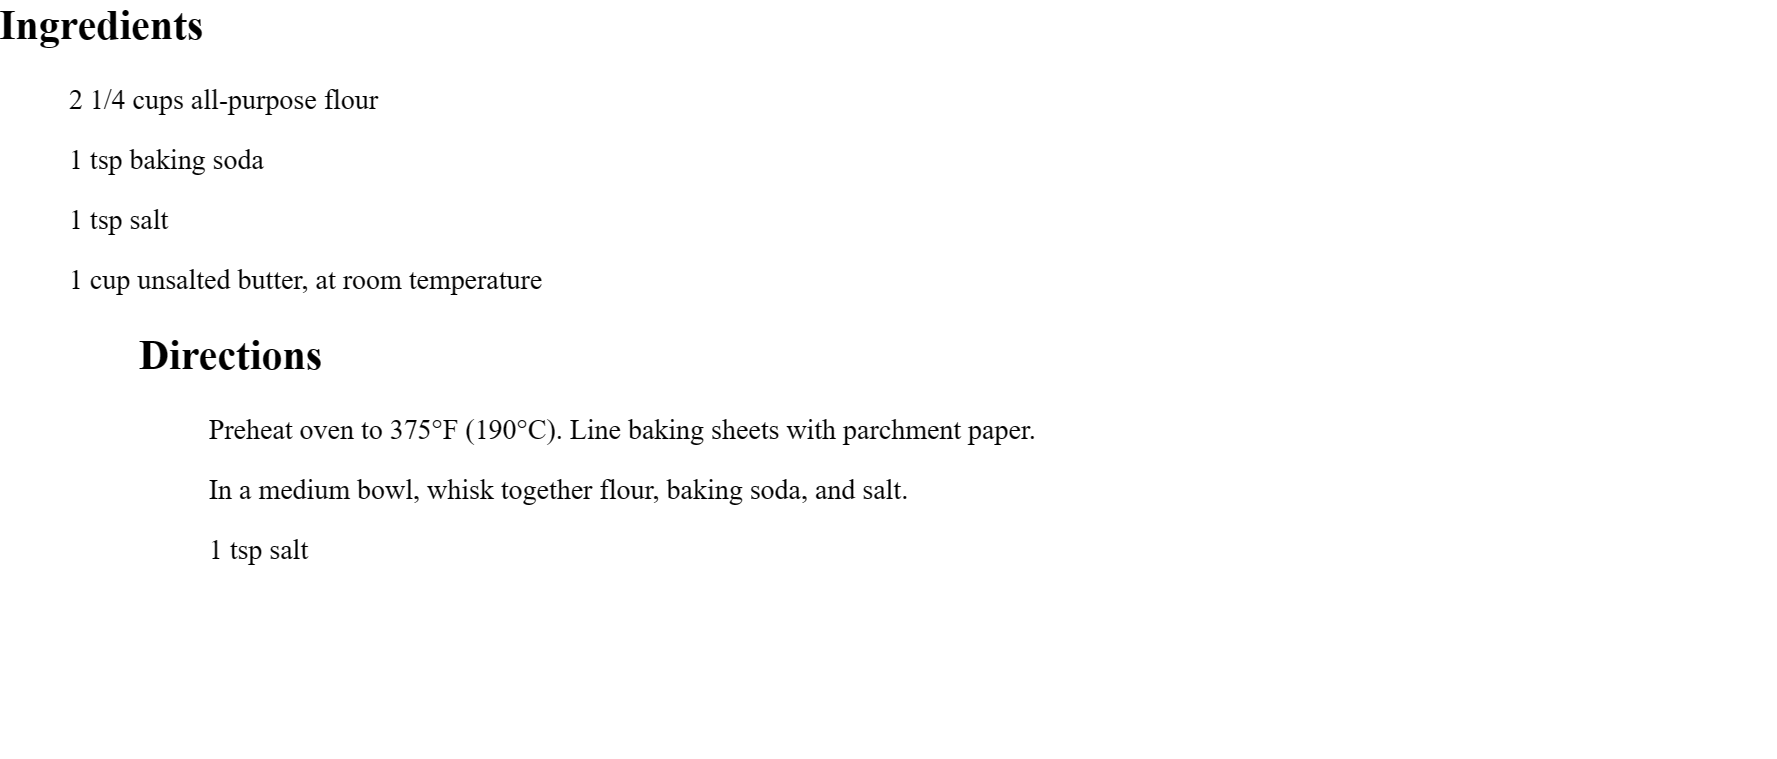 Ingredients
2 1/4 cups all-purpose flour
1 tsp baking soda
1 tsp salt
1 cup unsalted butter, at room temperature
Directions
Preheat oven to 375°F (190°C). Line baking sheets with parchment paper.
In a medium bowl, whisk together flour, baking soda, and salt.
1 tsp salt